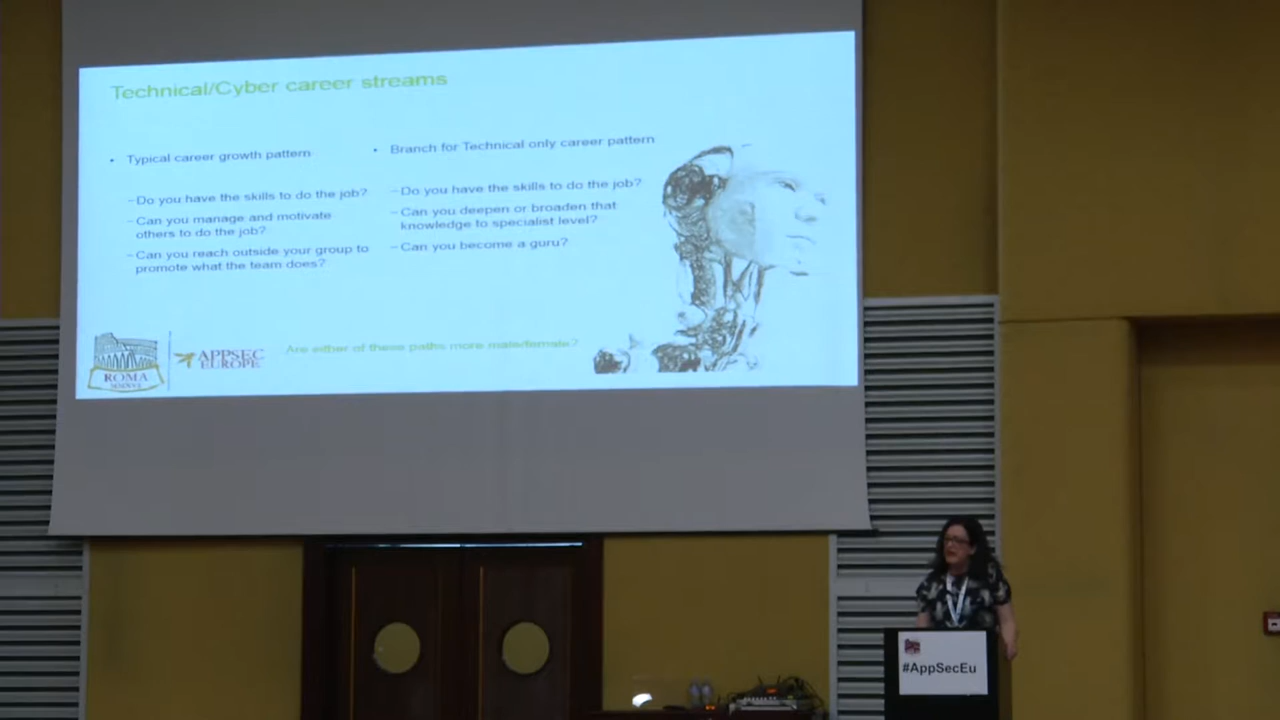 Technical/Cyber career streams
• Typical career growth pattern
–Do you have the skills to do the job?
–Can you manage and motivate
others to do the job?
–Can you reach outside your group to
promote what the team does?
• Branch for Technical only career pattern
–Do you have the skills to do the job?
–Can you deepen or broaden that
knowledge to specialist level?
–Can you become a guru?
Are either of these paths more male/female?
ROMA
APPSEC
EUROPE
#AppSecEu